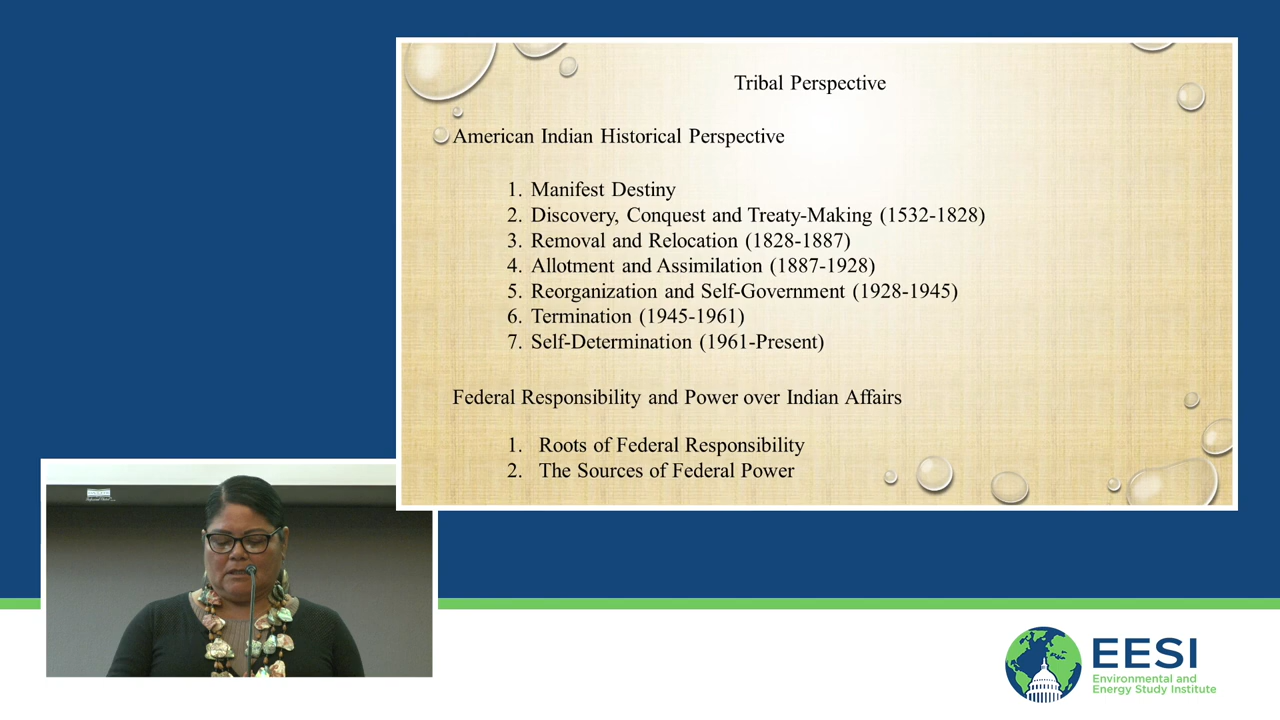 Tribal Perspective
American Indian Historical Perspective
1. Manifest Destiny
2. Discovery, Conquest and Treaty-Making (1532-1828)
3. Removal and Relocation (1828-1887)
4. Allotment and Assimilation (1887-1928)
5. Reorganization and Self-Government (1928-1945)
6. Termination (1945-1961)
7. Self-Determination (1961-Present)
Federal Responsibility and Power over Indian Affairs
1. Roots of Federal Responsibility
2. The Sources of Federal Power
EESI
Environmental and
Energy Study Institute